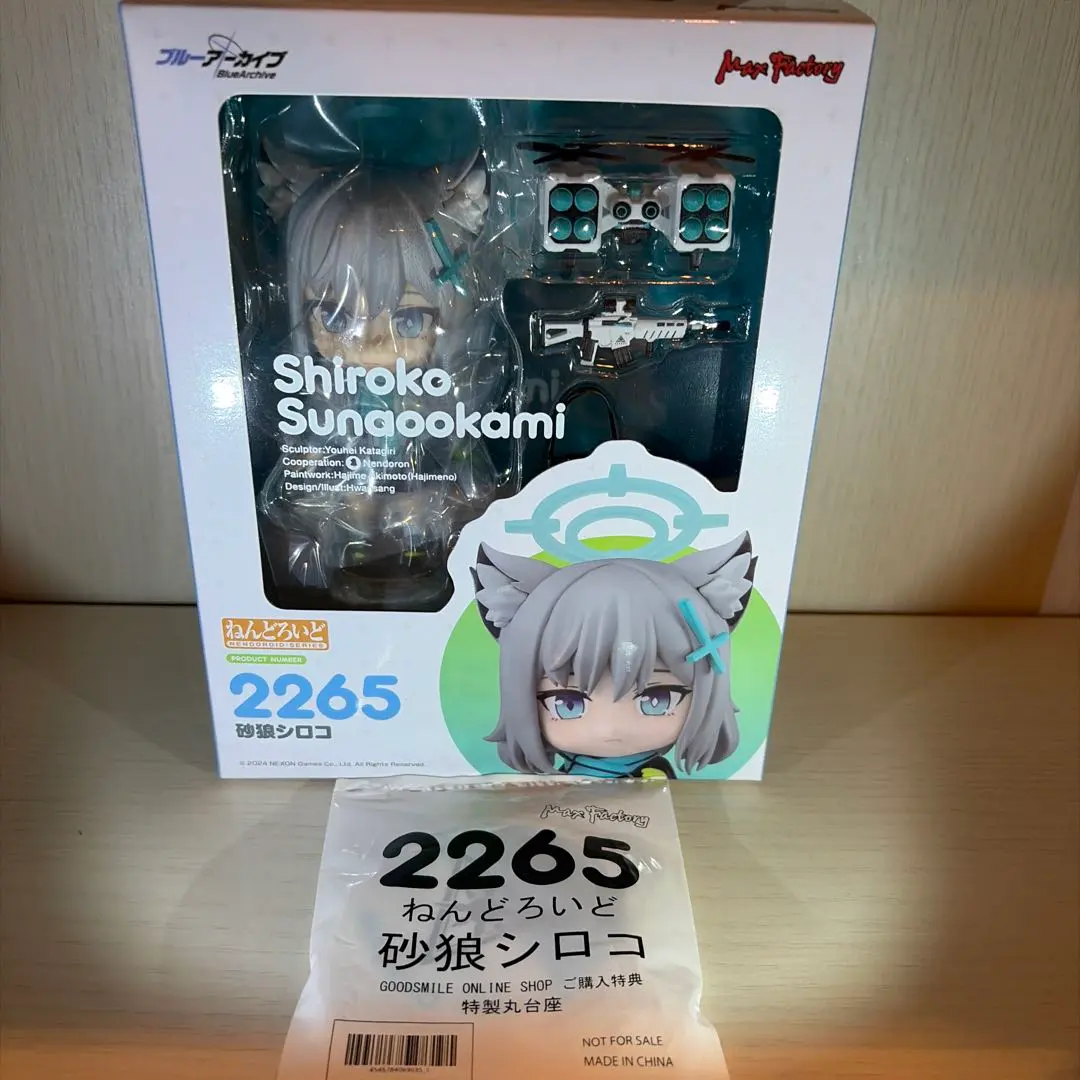 ブルーアーカイブ
BlueArchive
Max Factory
Shiroko
Sunaookami
Sculptor:Youhei Katagiri
Cooperation: Nendoron
Paintwork:Hajime Akimoto(Hajimeno)
Design/Illust:Hwansang
ねんどろいど
NENDOROID-SERIES
PRODUCT NUMBER
2265
砂狼シロコ
© 2024 NEXON Games Co., Ltd. All Rights Reserved.
Max Factory
2265
ねんどろいど
砂狼シロコ
GOODSMILE ONLINE SHOP ご購入特典
特製丸台座
NOT FOR SALE
MADE IN CHINA